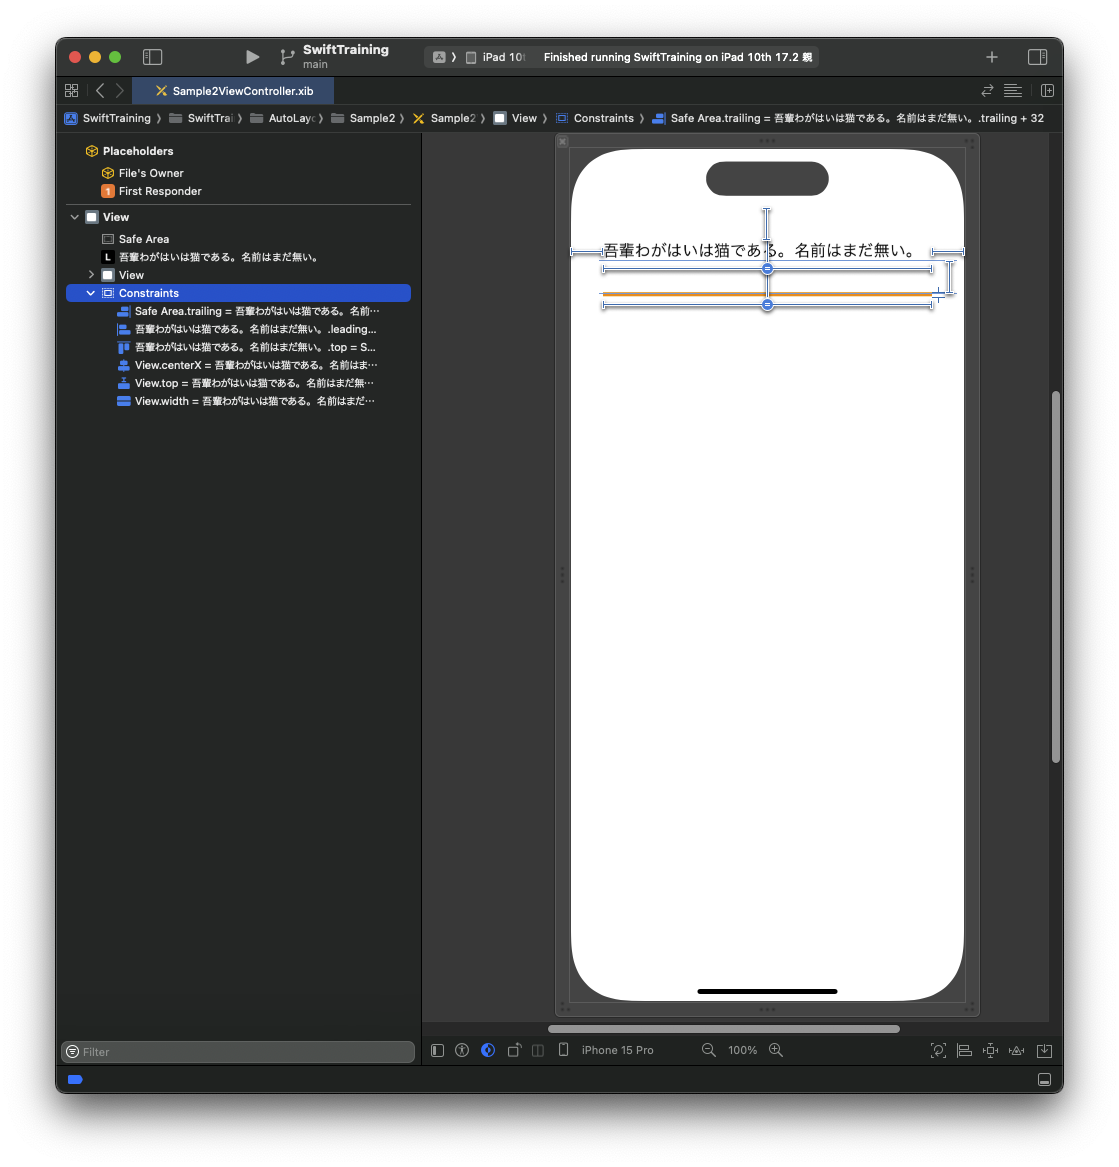 SwiftTraining
main
iPad 10t
Finished running SwiftTraining on iPad 10th 17.2 親
Sample2ViewController.xib
SwiftTraining 〉 SwiftTrai 〉 AutoLayo 〉 Sample2 〉 Sample2 〉 View 〉 Constraints 〉 Safe Area.trailing = 吾輩わがはいは猫である。名前はまだ無い。.trailing + 32
Placeholders
File's Owner
1 First Responder
View
Safe Area
L 吾輩わがはいは猫である。名前はまだ無い。
View
Constraints
Safe Area.trailing = 吾輩わがはいは猫である。名前…
吾輩わがはいは猫である。名前はまだ無い。.leading...
吾輩わがはいは猫である。名前はまだ無い。.top = S...
View.centerX = 吾輩わがはいは猫である。名前はま…
View.top = 吾輩わがはいは猫である。名前はまだ無…
View.width = 吾輩わがはいは猫である。名前はまだ…
吾輩わがはいは猫である。名前はまだ無い。
Filter
iPhone 15 Pro
100%